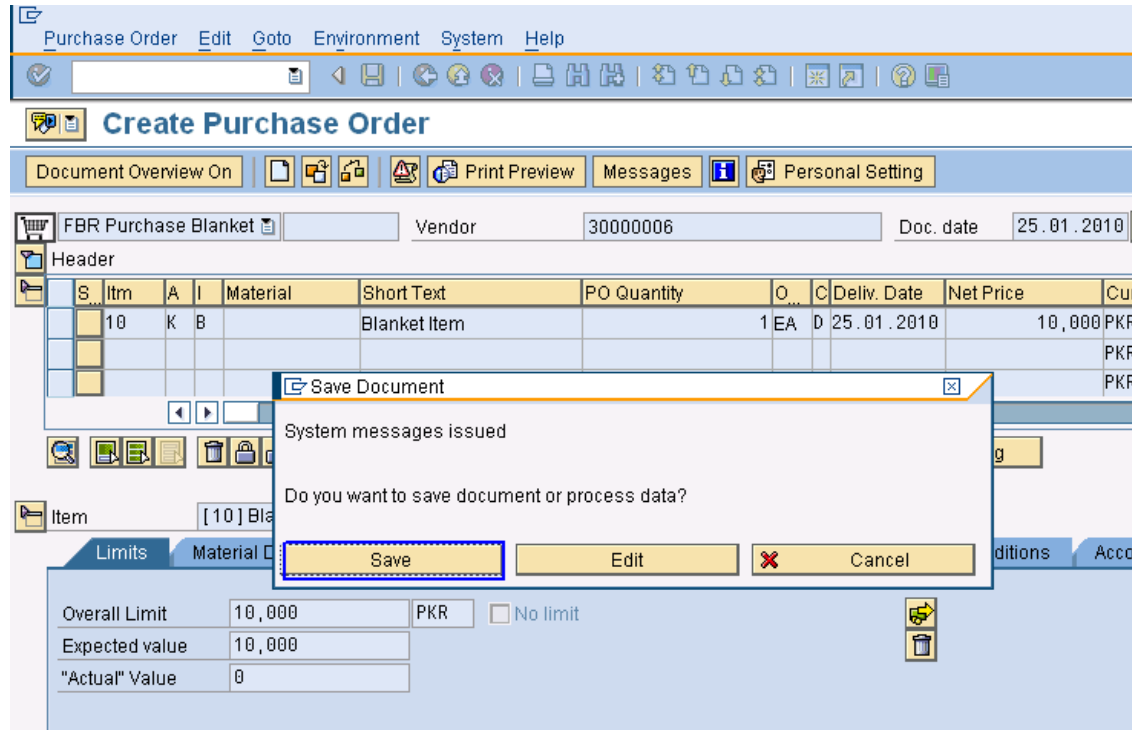 Purchase Order Edit Goto Environment System Help
Create Purchase Order
Document Overview On Print Preview Messages Personal Setting
FBR Purchase Blanket Vendor 30000006 Doc. date 25.01.2010
Header
S... Itm A I Material Short Text PO Quantity O... C Deliv. Date Net Price
10 K B Blanket Item 1 EA D 25.01.2010 10,000 PKR
PKR
PKR
Save Document
System messages issued
Do you want to save document or process data?
Save Edit Cancel
Item [10]
Limits
Overall Limit 10,000 PKR No limit
Expected value 10,000
"Actual" Value 0